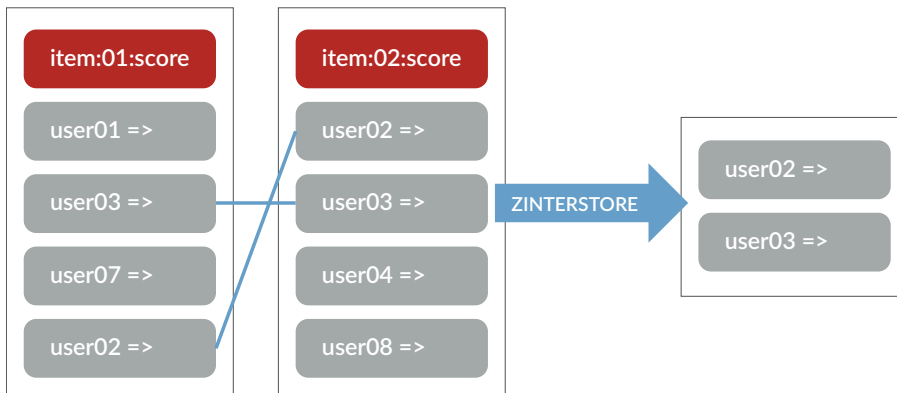 item:01:score
user01 =>
user03 =>
user07 =>
user02 =>
item:02:score
user02 =>
user03 =>
user04 =>
user08 =>
ZINTERSTORE
user02 =>
user03 =>